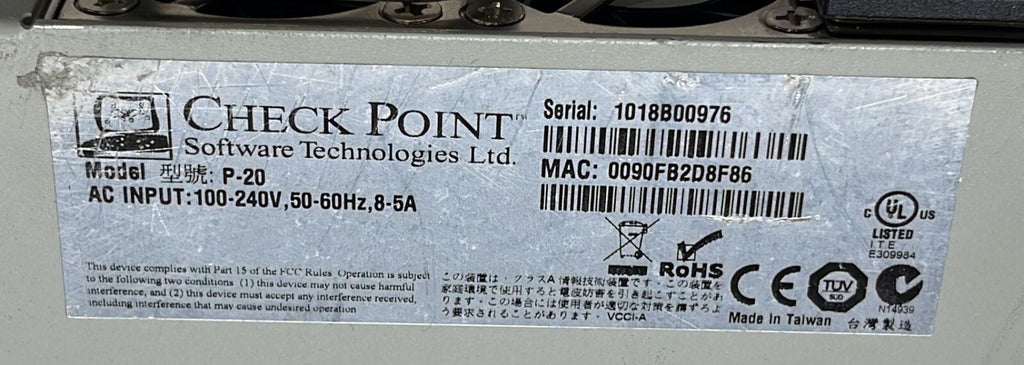 CHECK POINT™
Software Technologies Ltd.
Model 型號: P-20
AC INPUT:100-240V,50-60Hz,8-5A
Serial: 1018B00976
MAC: 0090FB2D8F86
This device complies with Part 15 of the FCC Rules Operation is subject
to the following two conditions (1) this device may not cause harmful
interference, and (2) this device must accept any interference received,
including interference that may cause undesired operation
この装置は、クラスA情報技術装置です。この装置を
家庭環境で使用すると電波妨害を引き起こすことがあ
ります。この場合には使用者が適切な対策を講ずるよ
う要求されることがあります。VCCI-A
RoHS
C UL US
LISTED
I.T.E.
E309984
CE
TÜV
SÜD
N14939
Made in Taiwan 台灣製造